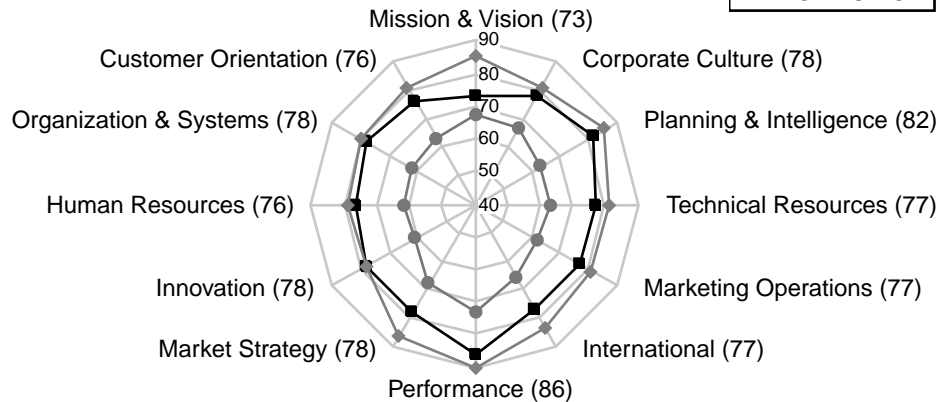 Mission & Vision (73)
Customer Orientation (76)
Corporate Culture (78)
Organization & Systems (78)
Planning & Intelligence (82)
Human Resources (76)
Technical Resources (77)
Innovation (78)
Marketing Operations (77)
Market Strategy (78)
International (77)
Performance (86)
90
80
70
60
50
40